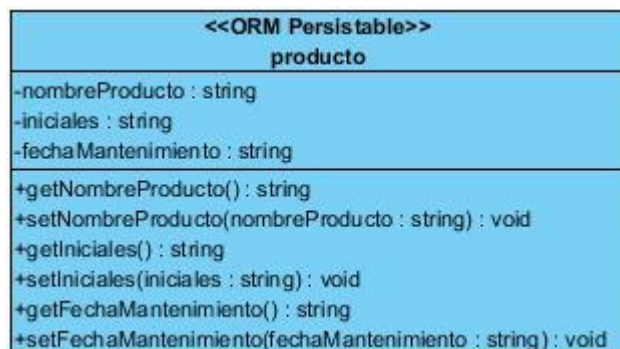 <<ORM Persistable>>
producto
-nombreProducto : string
-iniciales : string
-fechaMantenimiento : string
+getNombreProducto() : string
+setNombreProducto(nombreProducto : string) : void
+getIniciales() : string
+setIniciales(iniciales : string) : void
+getFechaMantenimiento() : string
+setFechaMantenimiento(fechaMantenimiento : string) : void